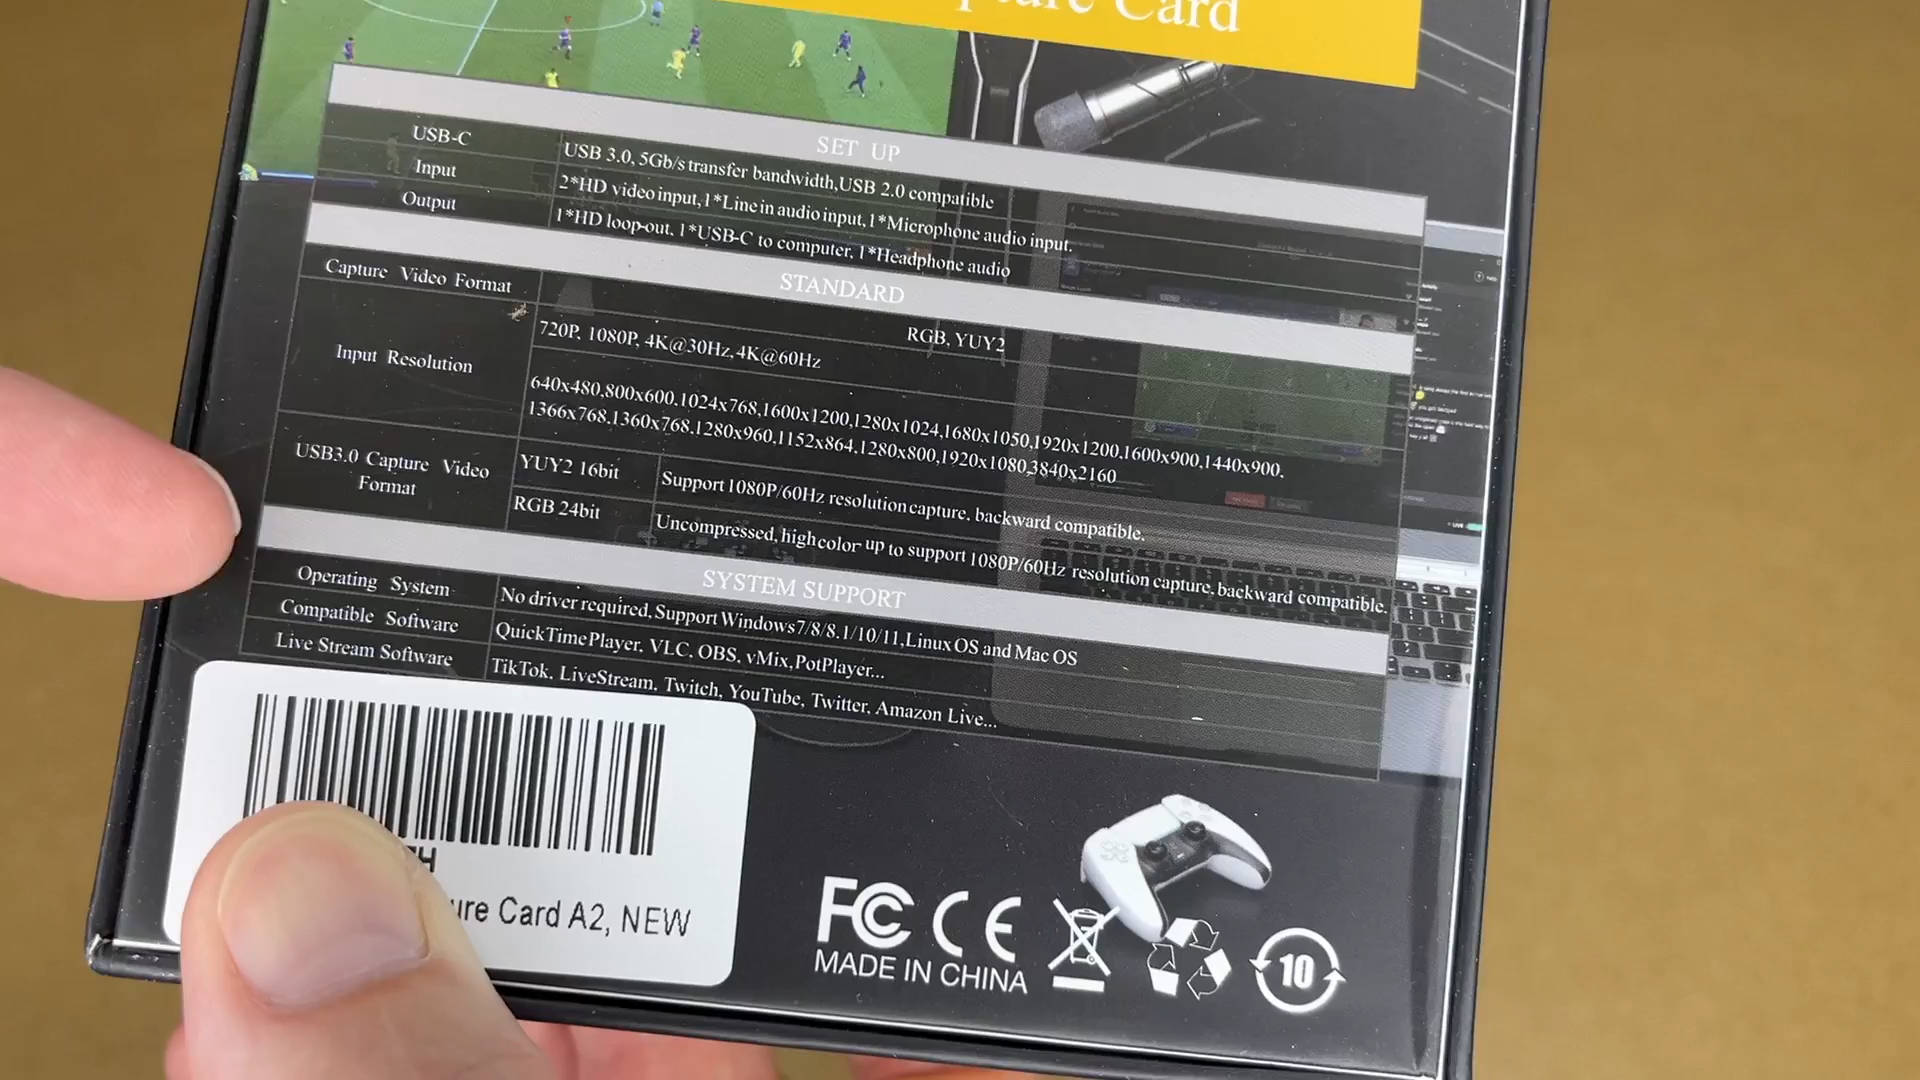 Card
SET UP
USB-C USB 3.0, 5Gb/s transfer bandwidth,USB 2.0 compatible
Input 2*HD video input,1*Line in audio input,1*Microphone audio input.
Output 1*HD loop-out, 1*USB-C to computer, 1*Headphone audio
STANDARD
Capture Video Format RGB, YUY2
Input Resolution 720P, 1080P, 4K@30Hz,4K@60Hz
640x480,800x600,1024x768,1600x1200,1280x1024,1680x1050,1920x1200,1600x900,1440x900.
1366x768,1360x768,1280x960,1152x864,1280x800,1920x1080,3840x2160
USB3.0 Capture Video
Format
YUY2 16bit Support 1080P/60Hz resolution capture. backward compatible.
RGB 24bit Uncompressed, high color- up to support 1080P/60Hz resolution capture, backward compatible.
SYSTEM SUPPORT
Operating System No driver required, Support Windows7/8/8.1/10/11,Linux OS and Mac OS
Compatible Software QuickTimePlayer. VLC. OBS. vMix,PotPlayer...
Live Stream Software TikTok. LiveStream. Twitch, YouTube, Twitter, Amazon Live...
Card A2, NEW
FC CE
MADE IN CHINA
10